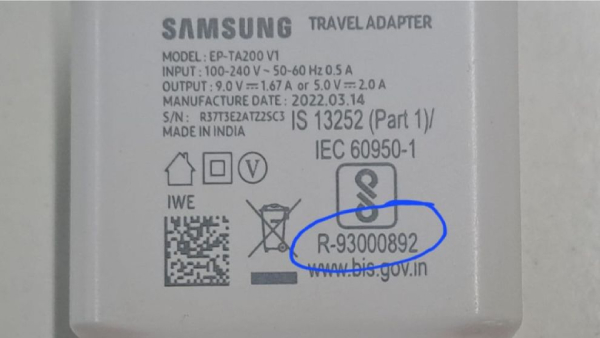 SAMSUNG TRAVEL ADAPTER
MODEL : EP-TA200 V1
INPUT : 100-240 V ~ 50-60 Hz 0.5 A
OUTPUT : 9.0 V ⎓ 1.67 A or 5.0 V ⎓ 2.0 A
MANUFACTURE DATE : 2022.03.14
S/N : R37T3E2ATZ2SC3
MADE IN INDIA
IS 13252 (Part 1)/
IEC 60950-1
V
IWE
R-93000892
www.bis.gov.in